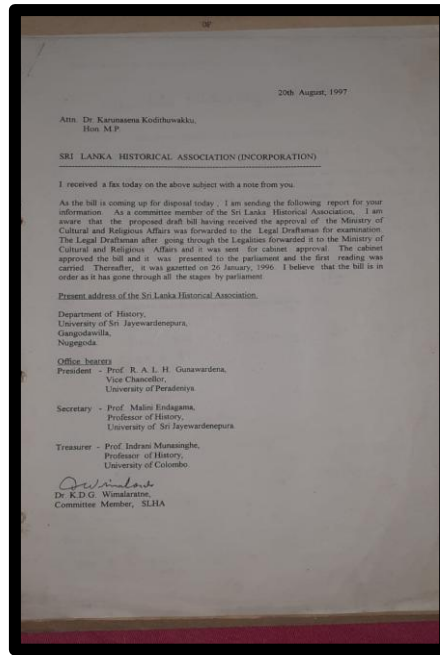 20th August, 1997
Attn. Dr. Karunasena Kodithuwakku,
Hon. M.P.
SRI LANKA HISTORICAL ASSOCIATION (INCORPORATION)
I received a fax today on the above subject with a note from you.
As the bill is coming up for disposal today, I am sending the following report for your
information. As a committee member of the Sri Lanka Historical Association, I am
aware that the proposed draft bill having received the approval of the Ministry of
Cultural and Religious Affairs was forwarded to the Legal Draftsman for examination.
The Legal Draftsman after going through the Legalities forwarded it to the Ministry of
Cultural and Religious Affairs and it was sent for cabinet approval. The cabinet
approved the bill and it was presented to the parliament and the first reading was
carried. Thereafter, it was gazetted on 26 January, 1996. I believe that the bill is in
order as it has gone through all the stages by parliament.
Present address of the Sri Lanka Historical Association.
Department of History,
University of Sri Jayewardenepura,
Gangodawilla,
Nugegoda.
Office bearers
President - Prof. R. A. L. H. Gunawardena,
Vice Chancellor,
University of Peradeniya.
Secretary - Prof. Malini Endagama,
Professor of History,
University of Sri Jayewardenepura.
Treasurer - Prof. Indrani Munasinghe,
Professor of History,
University of Colombo.
Dr. K.D.G. Wimalaratne,
Committee Member, SLHA